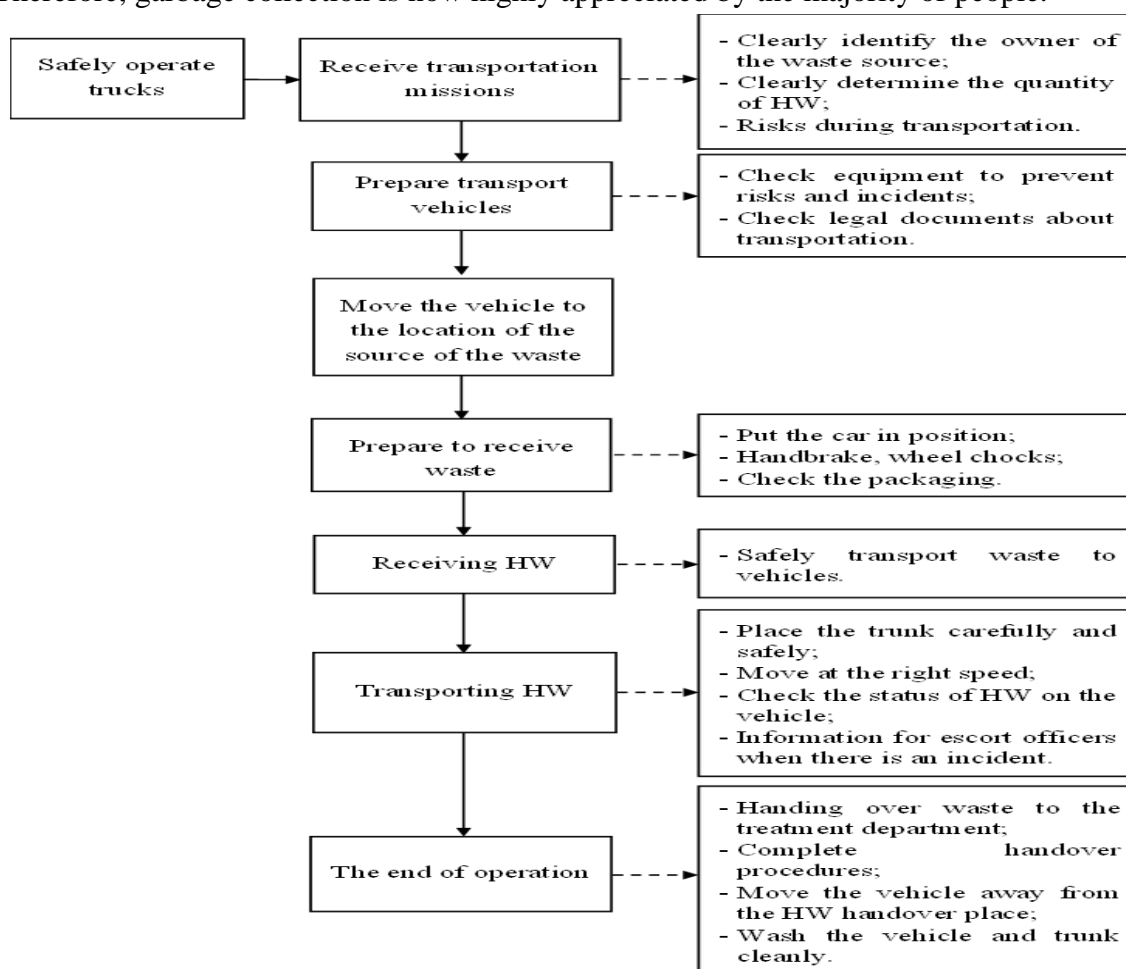 Therefore, garbage collection is now highly appreciated by the majority of people.
Safely operate
trucks
Receive transportation
missions
- Clearly identify the owner of
the waste source;
- Clearly determine the quantity
of HW;
- Risks during transportation.
Prepare transport
vehicles
- Check equipment to prevent
risks and incidents;
- Check legal documents about
transportation.
Move the vehicle to
the location of the
source of the waste
Prepare to receive
waste
- Put the car in position;
- Handbrake, wheel chocks;
- Check the packaging.
Receiving HW
- Safely transport waste to
vehicles.
Transporting HW
- Place the trunk carefully and
safely;
- Move at the right speed;
- Check the status of HW on the
vehicle;
- Information for escort officers
when there is an incident.
The end of operation
- Handing over waste to the
treatment department;
- Complete handover
procedures;
- Move the vehicle away from
the HW handover place;
- Wash the vehicle and trunk
cleanly.